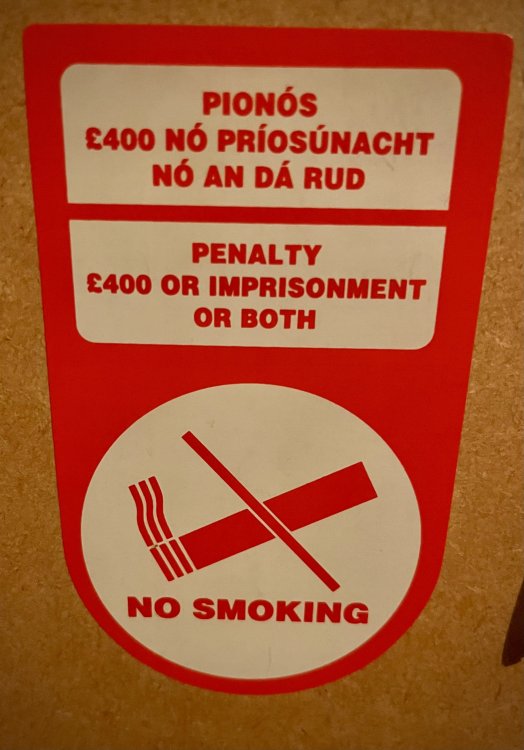 PIONÓS
£400 NÓ PRÍOSÚNACHT
NÓ AN DÁ RUD
PENALTY
£400 OR IMPRISONMENT
OR BOTH
NO SMOKING